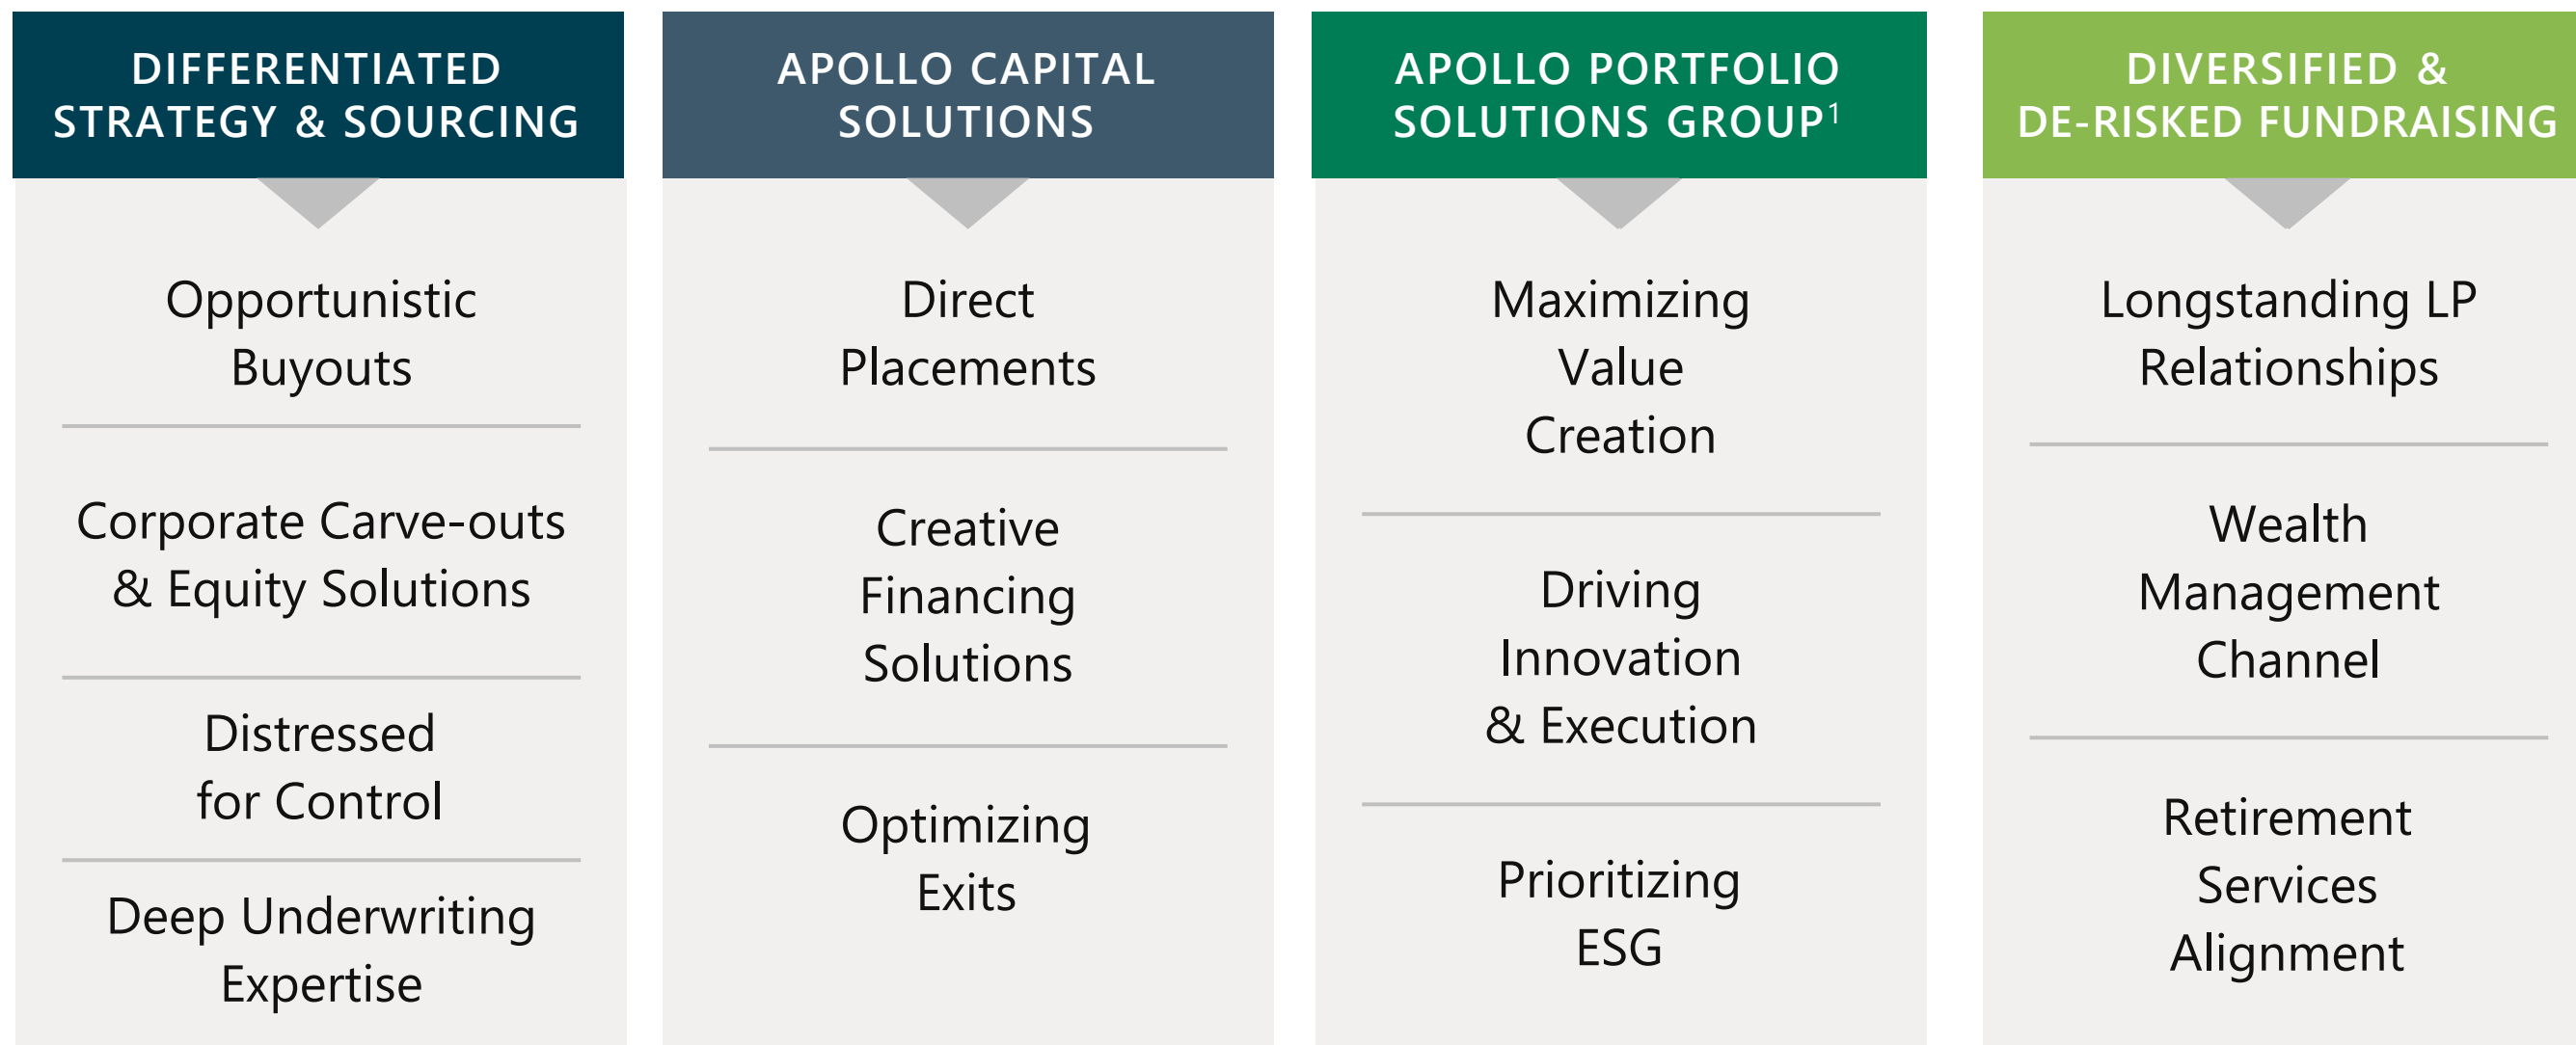 DIFFERENTIATED
STRATEGY & SOURCING
Opportunistic
Buyouts
Corporate Carve-outs
& Equity Solutions
Distressed
for Control
Deep Underwriting
Expertise
APOLLO CAPITAL
SOLUTIONS
Direct
Placements
Creative
Financing
Solutions
Optimizing
Exits
APOLLO PORTFOLIO
SOLUTIONS GROUP¹
Maximizing
Value
Creation
Driving
Innovation
& Execution
Prioritizing
ESG
DIVERSIFIED &
DE-RISKED FUNDRAISING
Longstanding LP
Relationships
Wealth
Management
Channel
Retirement
Services
Alignment